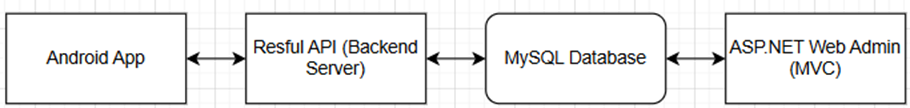 Android App
Resful API (Backend
Server)
MySQL Database
ASP.NET Web Admin
(MVC)